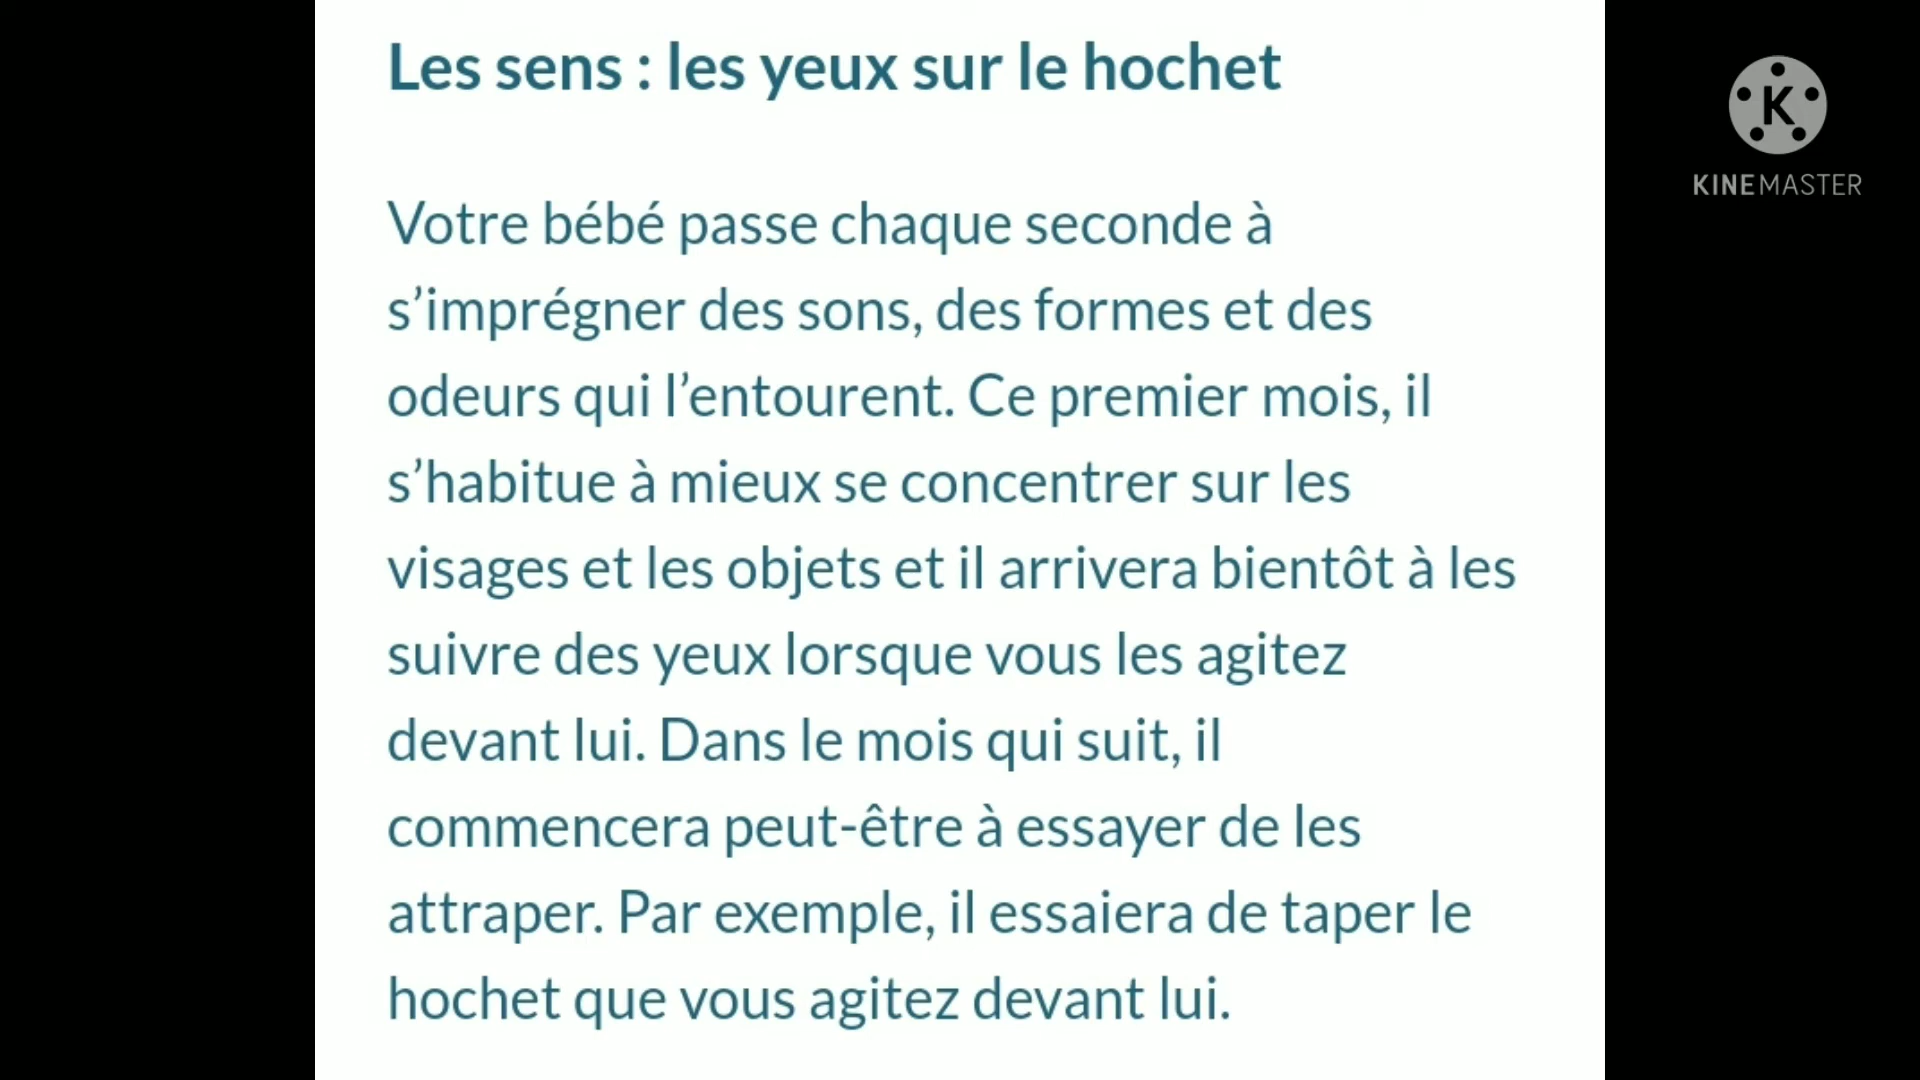 Les sens : les yeux sur le hochet
Votre bébé passe chaque seconde à
s’imprégner des sons, des formes et des
odeurs qui l’entourent. Ce premier mois, il
s’habitue à mieux se concentrer sur les
visages et les objets et il arrivera bientôt à les
suivre des yeux lorsque vous les agitez
devant lui. Dans le mois qui suit, il
commencera peut-être à essayer de les
attraper. Par exemple, il essaiera de taper le
hochet que vous agitez devant lui.
K
KINEMASTER